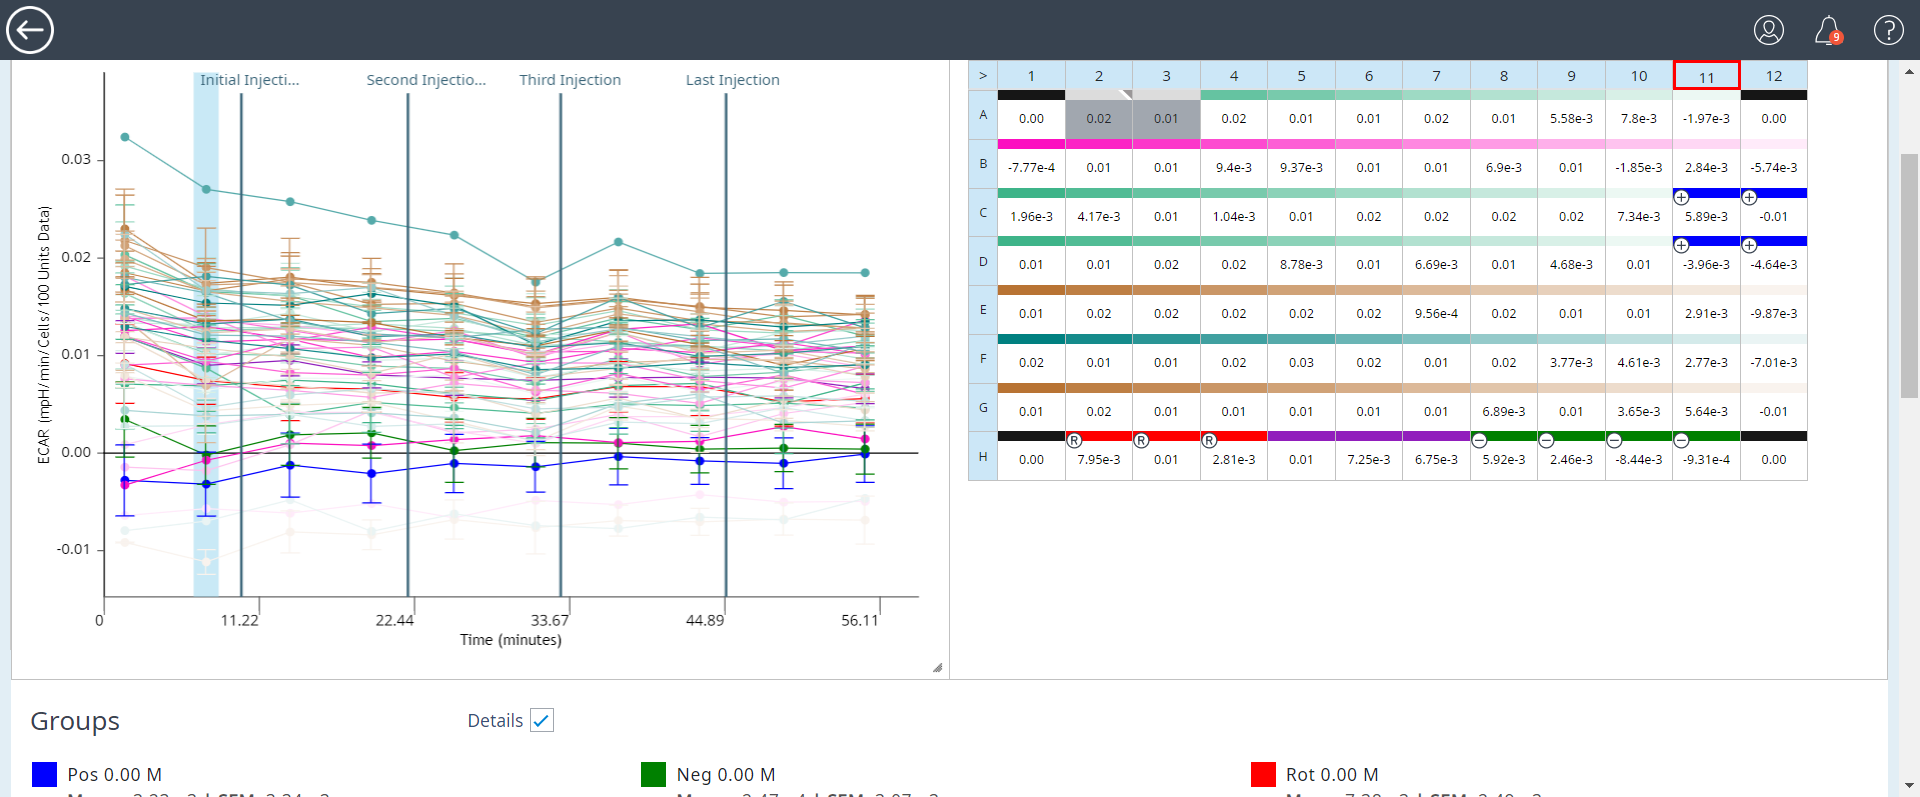 9
Initial Injecti...
Second Injectio...
Third Injection
Last Injection
ECAR (mpH/min/Cells/100 Units Data)
0.03
0.02
0.01
0.00
-0.01
0 11.22 22.44 33.67 44.89 56.11
Time (minutes)
> 1 2 3 4 5 6 7 8 9 10 11 12
A 0.00 0.02 0.01 0.02 0.01 0.01 0.02 0.01 5.58e-3 7.8e-3 -1.97e-3 0.00
B -7.77e-4 0.01 0.01 9.4e-3 9.37e-3 0.01 0.01 6.9e-3 0.01 -1.85e-3 2.84e-3 -5.74e-3
C 1.96e-3 4.17e-3 0.01 1.04e-3 0.01 0.02 0.02 0.02 0.02 7.34e-3 5.89e-3 -0.01
D 0.01 0.01 0.02 0.02 8.78e-3 0.01 6.69e-3 0.01 4.68e-3 0.01 -3.96e-3 -4.64e-3
E 0.01 0.02 0.02 0.02 0.02 0.02 9.56e-4 0.02 0.01 0.01 2.91e-3 -9.87e-3
F 0.02 0.01 0.01 0.02 0.03 0.02 0.01 0.02 3.77e-3 4.61e-3 2.77e-3 -7.01e-3
G 0.01 0.02 0.01 0.01 0.01 0.01 0.01 6.89e-3 0.01 3.65e-3 5.64e-3 -0.01
R R R
H 0.00 7.95e-3 0.01 2.81e-3 0.01 7.25e-3 6.75e-3 5.92e-3 2.46e-3 -8.44e-3 -9.31e-4 0.00
Groups
Details
Pos 0.00 M
Neg 0.00 M
Rot 0.00 M